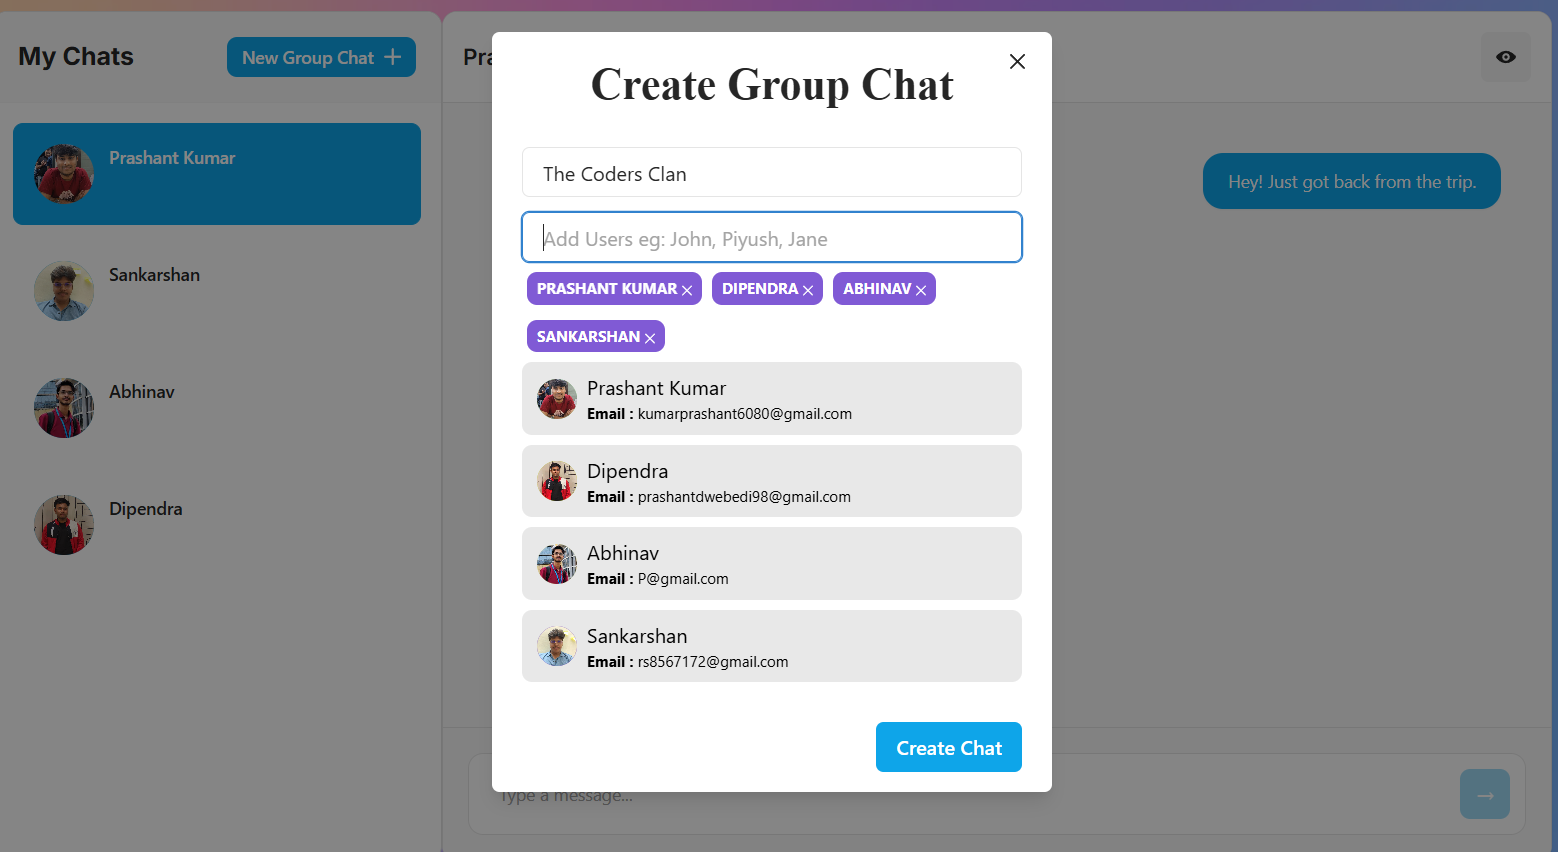 My Chats
New Group Chat +
Prashant Kumar
Sankarshan
Abhinav
Dipendra
Pra
Hey! Just got back from the trip.
Create Group Chat
The Coders Clan
Add Users eg: John, Piyush, Jane
PRASHANT KUMAR × DIPENDRA × ABHINAV ×
SANKARSHAN ×
Prashant Kumar
Email : kumarprashant6080@gmail.com
Dipendra
Email : prashantdwebedi98@gmail.com
Abhinav
Email : P@gmail.com
Sankarshan
Email : rs8567172@gmail.com
Create Chat
Type a message...